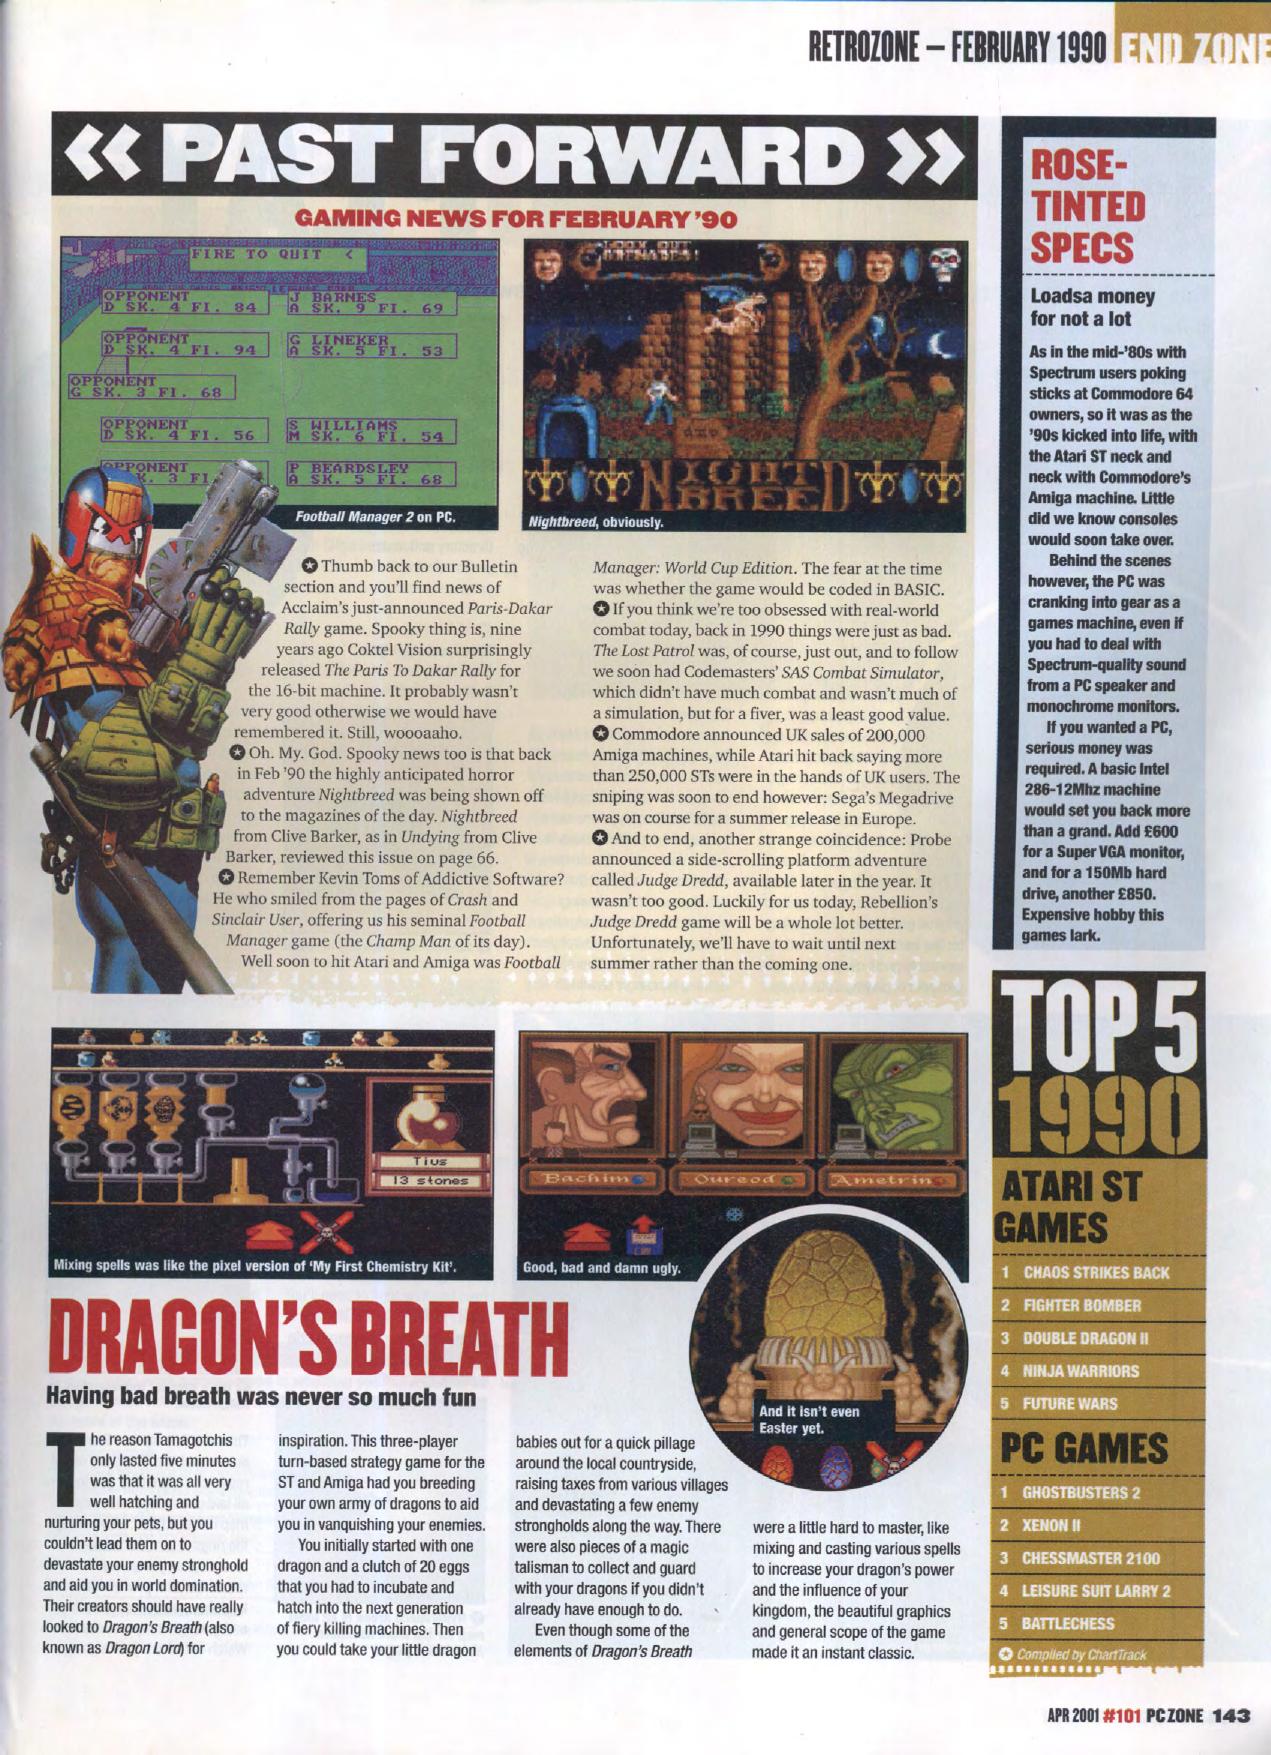 RETROZONE – FEBRUARY 1990 END ZONE
<< PAST FORWARD >>
GAMING NEWS FOR FEBRUARY '90
FIRE TO QUIT <
OPPONENT
D SK. 4 FI. 84
J BARNES
A SK. 9 FI. 69
OPPONENT
D SK. 4 FI. 94
G LINEKER
A SK. 5 FI. 53
OPPONENT
G SK. 3 FI. 68
OPPONENT
D SK. 4 FI. 56
S WILLIAMS
M SK. 6 FI. 54
OPPONENT
K. 3 FI
P BEARDSLEY
A SK. 5 FI. 68
Football Manager 2 on PC.
LOOK OUT
NIGHT
BREED
Nightbreed, obviously.
Thumb back to our Bulletin
section and you'll find news of
Acclaim's just-announced Paris-Dakar
Rally game. Spooky thing is, nine
years ago Coktel Vision surprisingly
released The Paris To Dakar Rally for
the 16-bit machine. It probably wasn't
very good otherwise we would have
remembered it. Still, woooaaho.
Oh. My. God. Spooky news too is that back
in Feb '90 the highly anticipated horror
adventure Nightbreed was being shown off
to the magazines of the day. Nightbreed
from Clive Barker, as in Undying from Clive
Barker, reviewed this issue on page 66.
Remember Kevin Toms of Addictive Software?
He who smiled from the pages of Crash and
Sinclair User, offering us his seminal Football
Manager game (the Champ Man of its day).
Well soon to hit Atari and Amiga was Football
Manager: World Cup Edition. The fear at the time
was whether the game would be coded in BASIC.
If you think we're too obsessed with real-world
combat today, back in 1990 things were just as bad.
The Lost Patrol was, of course, just out, and to follow
we soon had Codemasters' SAS Combat Simulator,
which didn't have much combat and wasn't much of
a simulation, but for a fiver, was a least good value.
Commodore announced UK sales of 200,000
Amiga machines, while Atari hit back saying more
than 250,000 STs were in the hands of UK users. The
sniping was soon to end however: Sega's Megadrive
was on course for a summer release in Europe.
And to end, another strange coincidence: Probe
announced a side-scrolling platform adventure
called Judge Dredd, available later in the year. It
wasn't too good. Luckily for us today, Rebellion's
Judge Dredd game will be a whole lot better.
Unfortunately, we'll have to wait until next
summer rather than the coming one.
ROSE-
TINTED
SPECS
Loadsa money
for not a lot
As in the mid-'80s with
Spectrum users poking
sticks at Commodore 64
owners, so it was as the
'90s kicked into life, with
the Atari ST neck and
neck with Commodore's
Amiga machine. Little
did we know consoles
would soon take over.
Behind the scenes
however, the PC was
cranking into gear as a
games machine, even if
you had to deal with
Spectrum-quality sound
from a PC speaker and
monochrome monitors.
If you wanted a PC,
serious money was
required. A basic Intel
286-12Mhz machine
would set you back more
than a grand. Add £600
for a Super VGA monitor,
and for a 150Mb hard
drive, another £850.
Expensive hobby this
games lark.
Tius
13 stones
Mixing spells was like the pixel version of 'My First Chemistry Kit'.
Bachim
Oureod
Ametrin
Good, bad and damn ugly.
And it isn't even
Easter yet.
DRAGON'S BREATH
Having bad breath was never so much fun
The reason Tamagotchis
only lasted five minutes
was that it was all very
well hatching and
nurturing your pets, but you
couldn't lead them on to
devastate your enemy stronghold
and aid you in world domination.
Their creators should have really
looked to Dragon's Breath (also
known as Dragon Lord) for
inspiration. This three-player
turn-based strategy game for the
ST and Amiga had you breeding
your own army of dragons to aid
you in vanquishing your enemies.
You initially started with one
dragon and a clutch of 20 eggs
that you had to incubate and
hatch into the next generation
of fiery killing machines. Then
you could take your little dragon
babies out for a quick pillage
around the local countryside,
raising taxes from various villages
and devastating a few enemy
strongholds along the way. There
were also pieces of a magic
talisman to collect and guard
with your dragons if you didn't
already have enough to do.
Even though some of the
elements of Dragon's Breath
were a little hard to master, like
mixing and casting various spells
to increase your dragon's power
and the influence of your
kingdom, the beautiful graphics
and general scope of the game
made it an instant classic.
TOP 5
1990
ATARI ST
GAMES
1 CHAOS STRIKES BACK
2 FIGHTER BOMBER
3 DOUBLE DRAGON II
4 NINJA WARRIORS
5 FUTURE WARS
PC GAMES
1 GHOSTBUSTERS 2
2 XENON II
3 CHESSMASTER 2100
4 LEISURE SUIT LARRY 2
5 BATTLECHESS
Compiled by ChartTrack
APR 2001 #101 PC ZONE 143